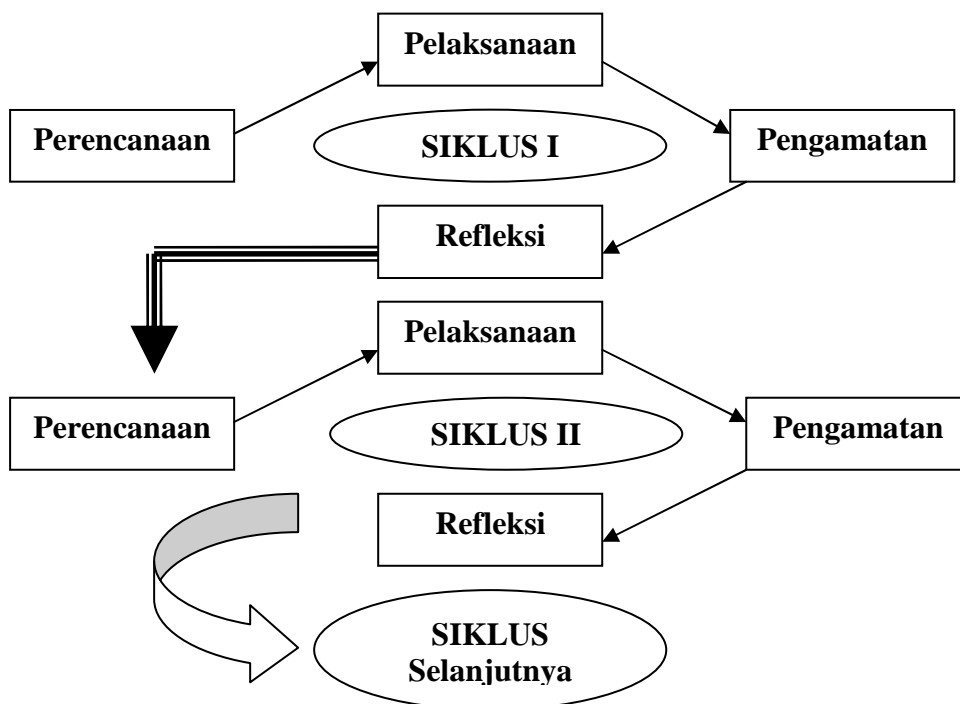 Pelaksanaan
Perencanaan
SIKLUS I
Pengamatan
Refleksi
Pelaksanaan
Perencanaan
SIKLUS II
Pengamatan
Refleksi
SIKLUS
Selanjutnya